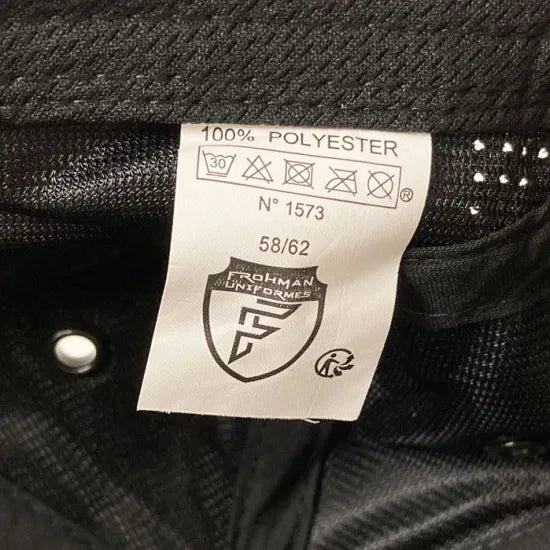 100% POLYESTER
30
®
N° 1573
58/62
FROHMAN
UNIFORMES